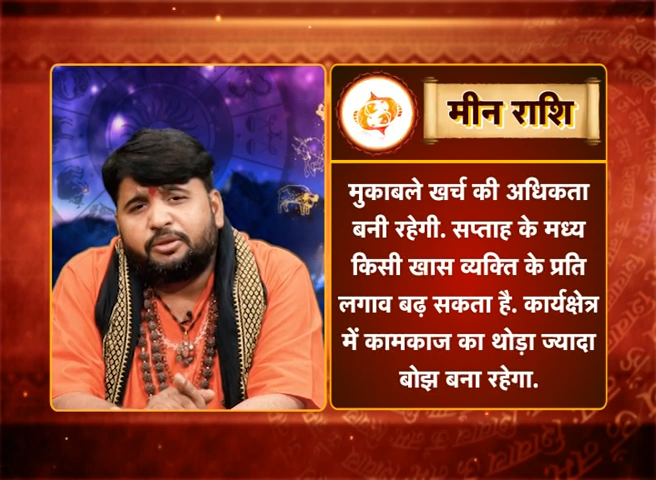 मीन राशि
मुकाबले खर्च की अधिकता
बनी रहेगी. सप्ताह के मध्य
किसी खास व्यक्ति के प्रति
लगाव बढ़ सकता है. कार्यक्षेत्र
में कामकाज का थोड़ा ज्यादा
बोझ बना रहेगा.